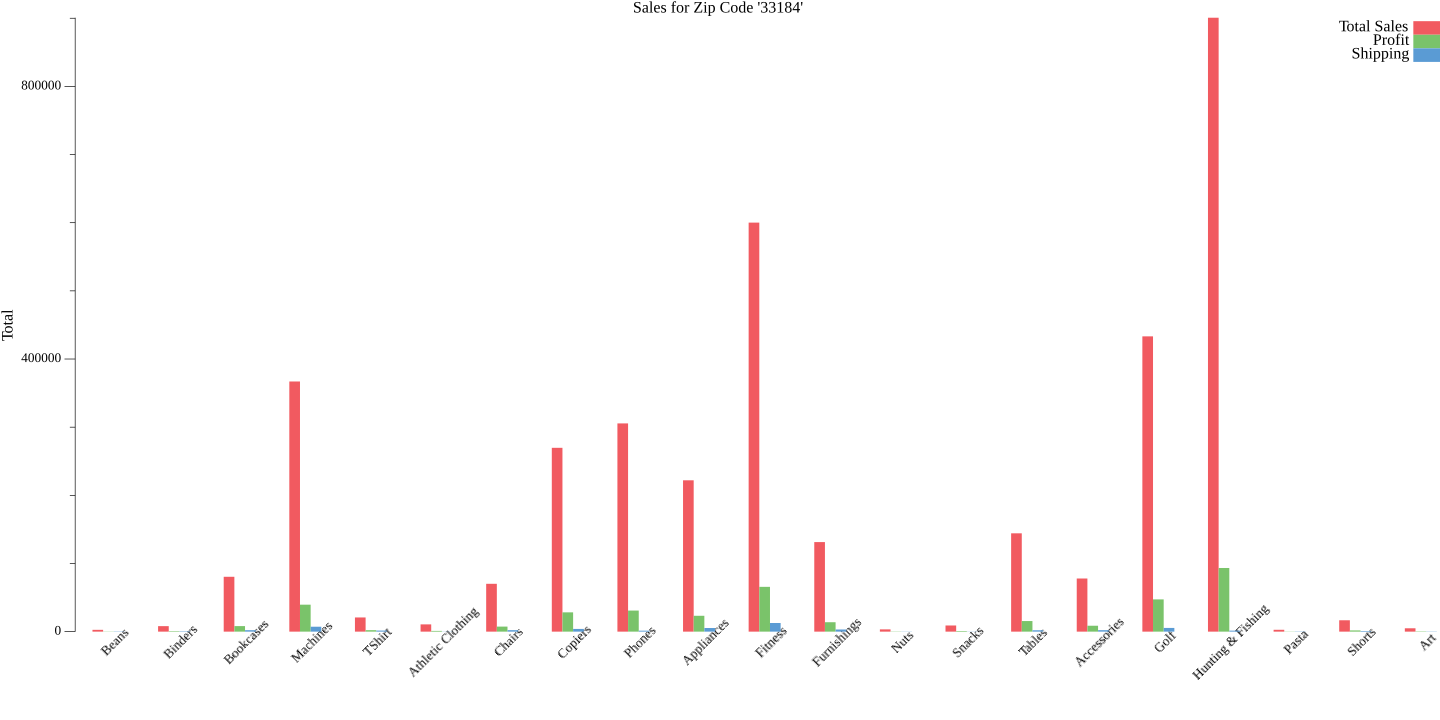 Sales for Zip Code '33184'
Total Sales
Profit
Shipping
800000
400000
0
Total
Beans
Binders
Bookcases
Machines
TShirt
Athletic Clothing
Chairs
Copiers
Phones
Appliances
Fitness
Furnishings
Nuts
Snacks
Tables
Accessories
Golf
Hunting & Fishing
Pasta
Shorts
Art